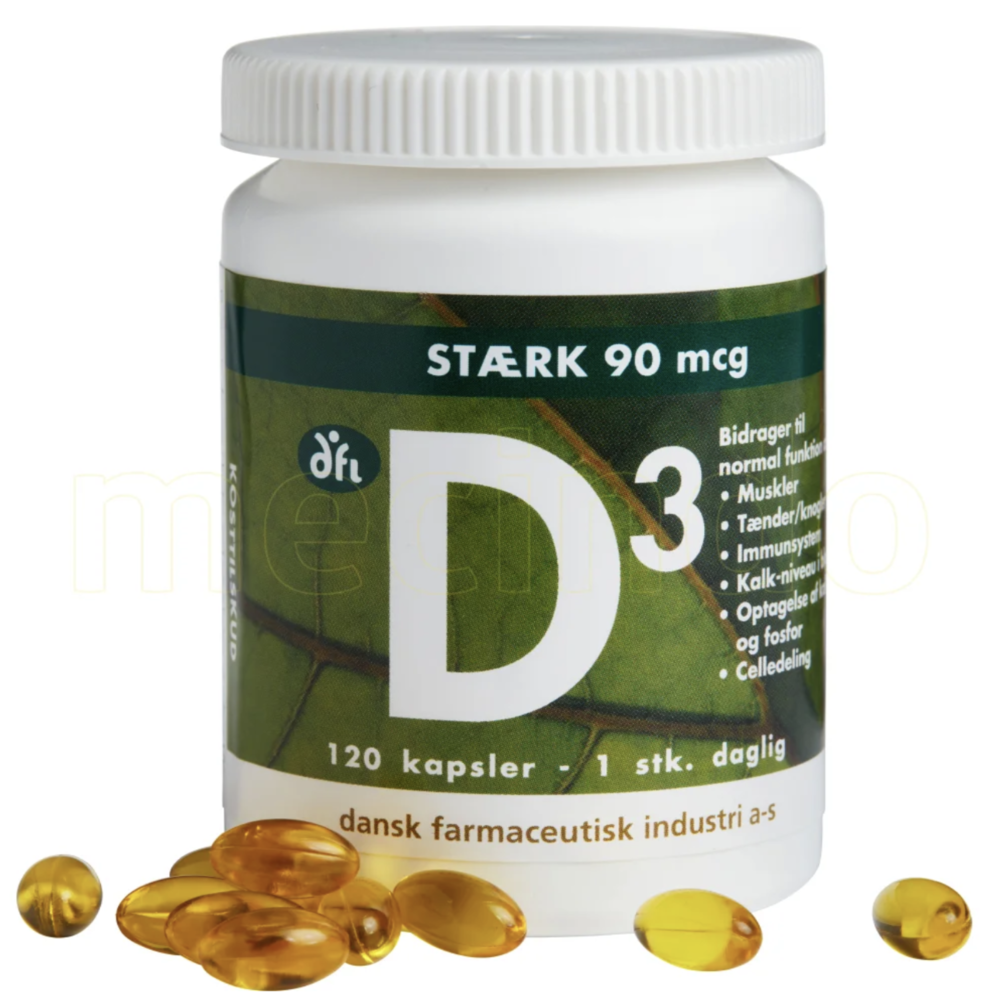 STÆRK 90 mcg
dfi
D3
Bidrager til
normal funktion
• Muskler
• Tænder/
• Immunsystem
• Kalk-niveau i
• Optagelse af
og fosfor
• Celledeling
KOSTTILSKUD
medinco
120 kapsler - 1 stk. daglig
dansk farmaceutisk industri a-s